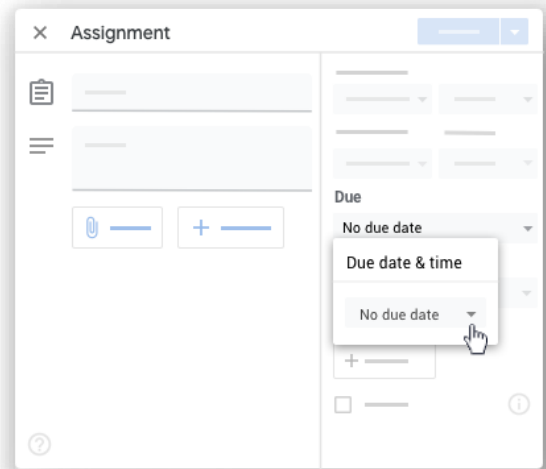 Assignment
Due
No due date
Due date & time
No due date